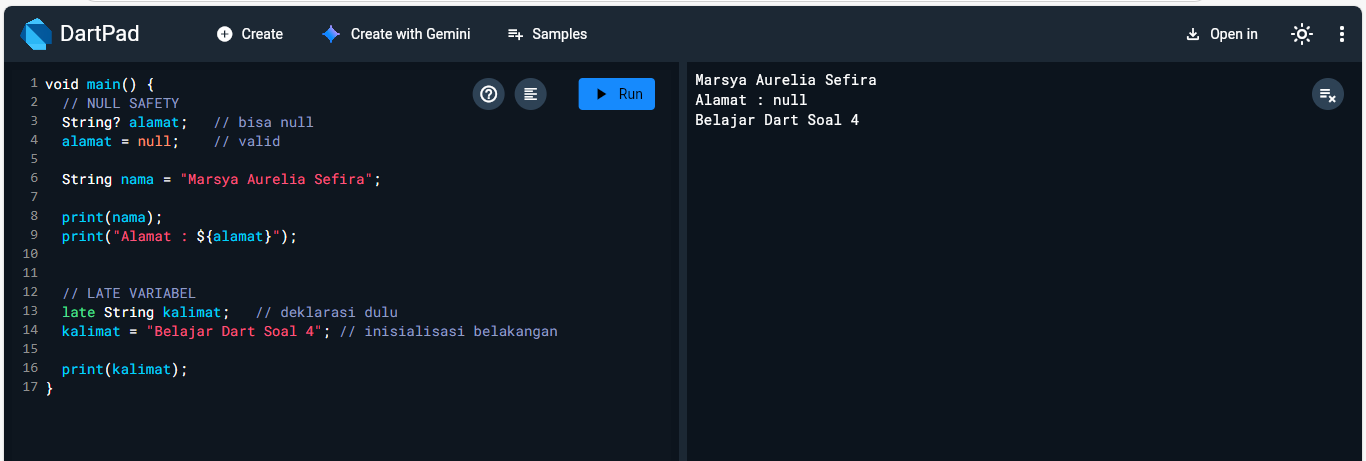 DartPad
Create
Create with Gemini
Samples
Open in
Run
1 void main() {
2 // NULL SAFETY
3 String? alamat; // bisa null
4 alamat = null; // valid
5
6 String nama = "Marsya Aurelia Sefira";
7
8 print(nama);
9 print("Alamat : ${alamat}");
10
11
12 // LATE VARIABEL
13 late String kalimat; // deklarasi dulu
14 kalimat = "Belajar Dart Soal 4"; // inisialisasi belakangan
15
16 print(kalimat);
17 }
Marsya Aurelia Sefira
Alamat : null
Belajar Dart Soal 4